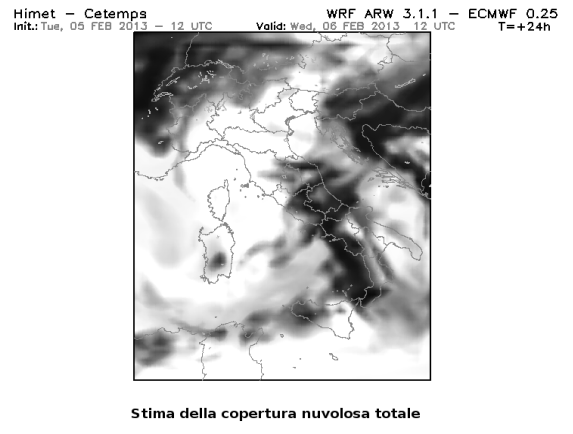 Himet – Cetemps WRF ARW 3.1.1 – ECMWF 0.25
Init.: Tue, 05 FEB 2013 – 12 UTC Valid: Wed, 06 FEB 2013 12 UTC T=+24h
Stima della copertura nuvolosa totale